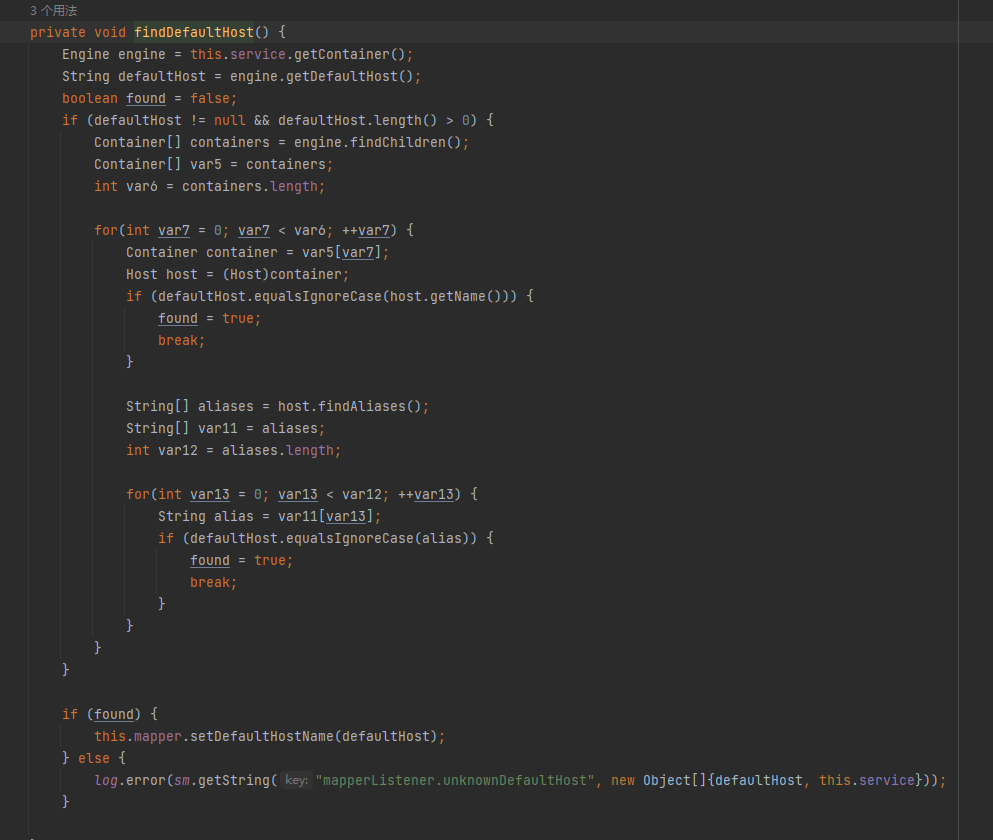 3 个用法
private void findDefaultHost() {
    Engine engine = this.service.getContainer();
    String defaultHost = engine.getDefaultHost();
    boolean found = false;
    if (defaultHost != null && defaultHost.length() > 0) {
        Container[] containers = engine.findChildren();
        Container[] var5 = containers;
        int var6 = containers.length;

        for(int var7 = 0; var7 < var6; ++var7) {
            Container container = var5[var7];
            Host host = (Host)container;
            if (defaultHost.equalsIgnoreCase(host.getName())) {
                found = true;
                break;
            }

            String[] aliases = host.findAliases();
            String[] var11 = aliases;
            int var12 = aliases.length;

            for(int var13 = 0; var13 < var12; ++var13) {
                String alias = var11[var13];
                if (defaultHost.equalsIgnoreCase(alias)) {
                    found = true;
                    break;
                }
            }
        }
    }

    if (found) {
        this.mapper.setDefaultHostName(defaultHost);
    } else {
        log.error(sm.getString( key: "mapperListener.unknownDefaultHost", new Object[]{defaultHost, this.service}));
    }